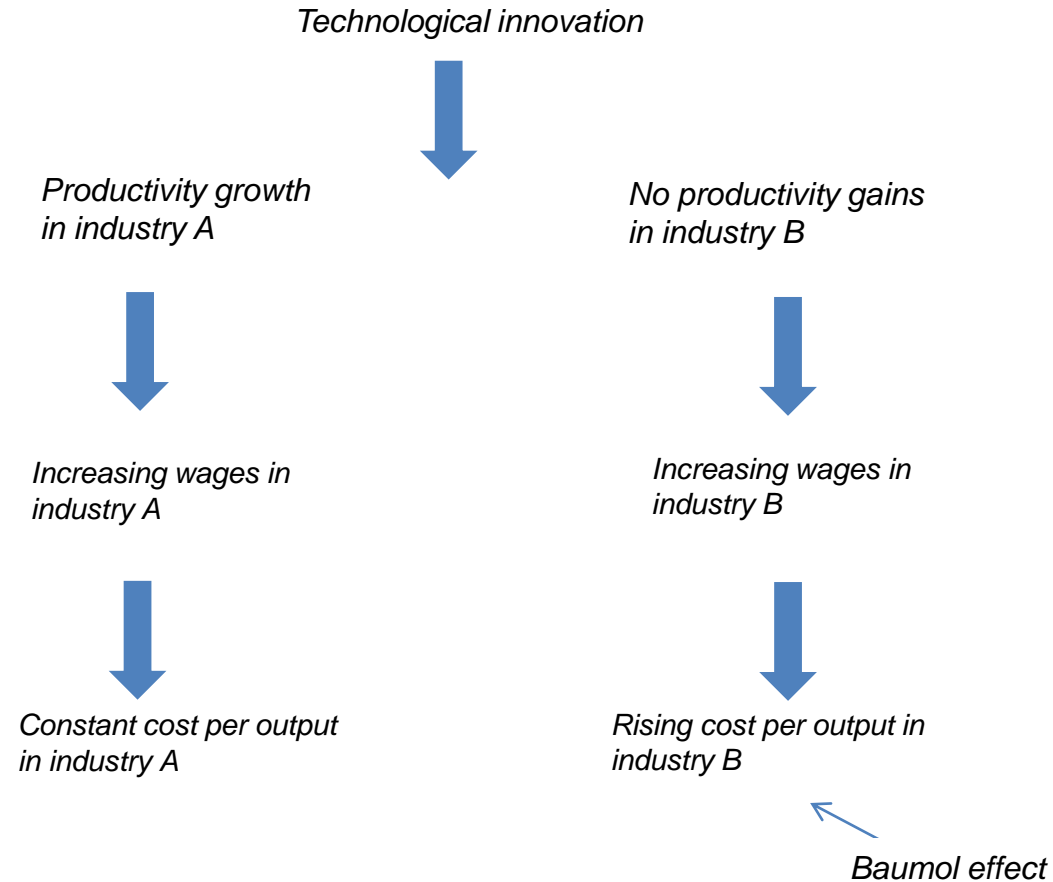 Technological innovation
Productivity growth
in industry A
No productivity gains
in industry B
Increasing wages in
industry A
Increasing wages in
industry B
Constant cost per output
in industry A
Rising cost per output in
industry B
Baumol effect